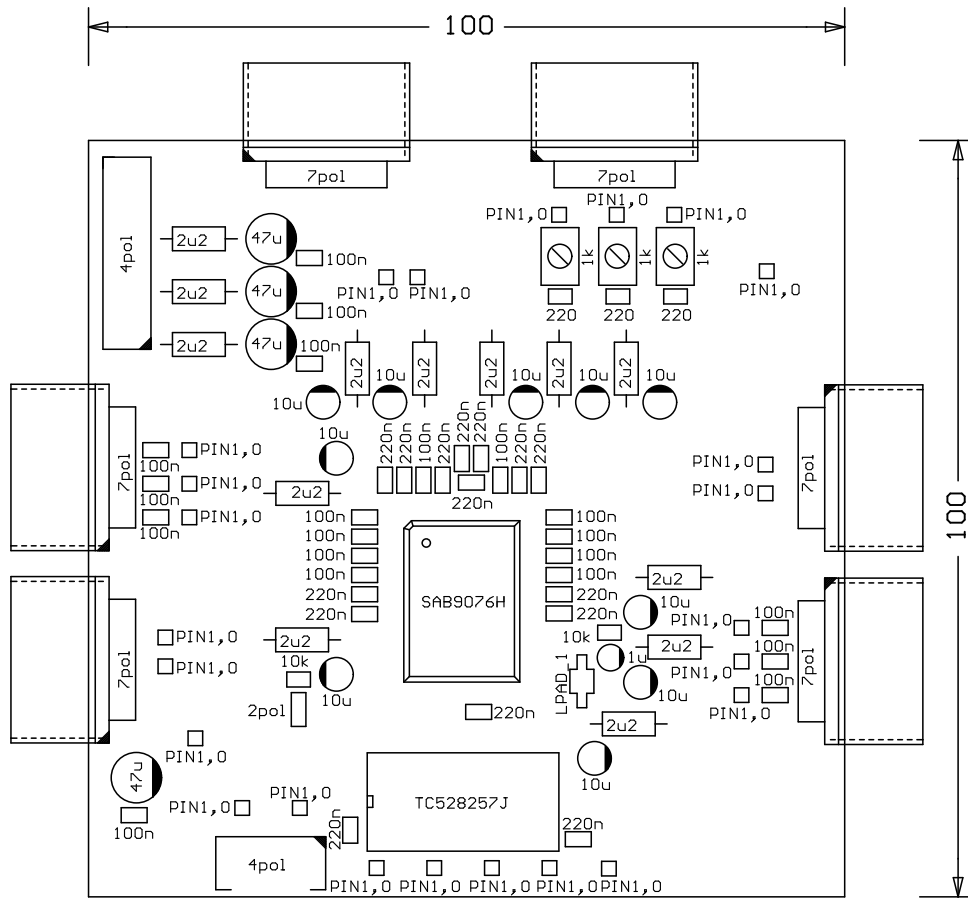 100
7pol
7pol
4pol
PIN1,0
PIN1,0
PIN1,0
2u2
47u
100n
1k
1k
1k
PIN1,0
PIN1,0
PIN1,0
2u2
47u
100n
220
220
220
2u2
47u
100n
2u2
2u2
2u2
2u2
2u2
10u
10u
10u
10u
10u
10u
220n
220n
100n
220n
220n
220n
100n
220n
220n
220n
7pol
100n
100n
100n
PIN1,0
PIN1,0
PIN1,0
2u2
PIN1,0
PIN1,0
7pol
100
100n
100n
100n
100n
220n
220n
SAB9076H
100n
100n
100n
100n
220n
220n
7pol
PIN1,0
PIN1,0
2u2
10k
10u
2pol
220n
2u2
10u
10k
2u2
1u
LPAD_1
10u
2u2
10u
PIN1,0
100n
PIN1,0
100n
PIN1,0
100n
7pol
PIN1,0
47u
100n
PIN1,0
PIN1,0
220n
TC528257J
220n
4pol
PIN1,0
PIN1,0
PIN1,0
PIN1,0
PIN1,0